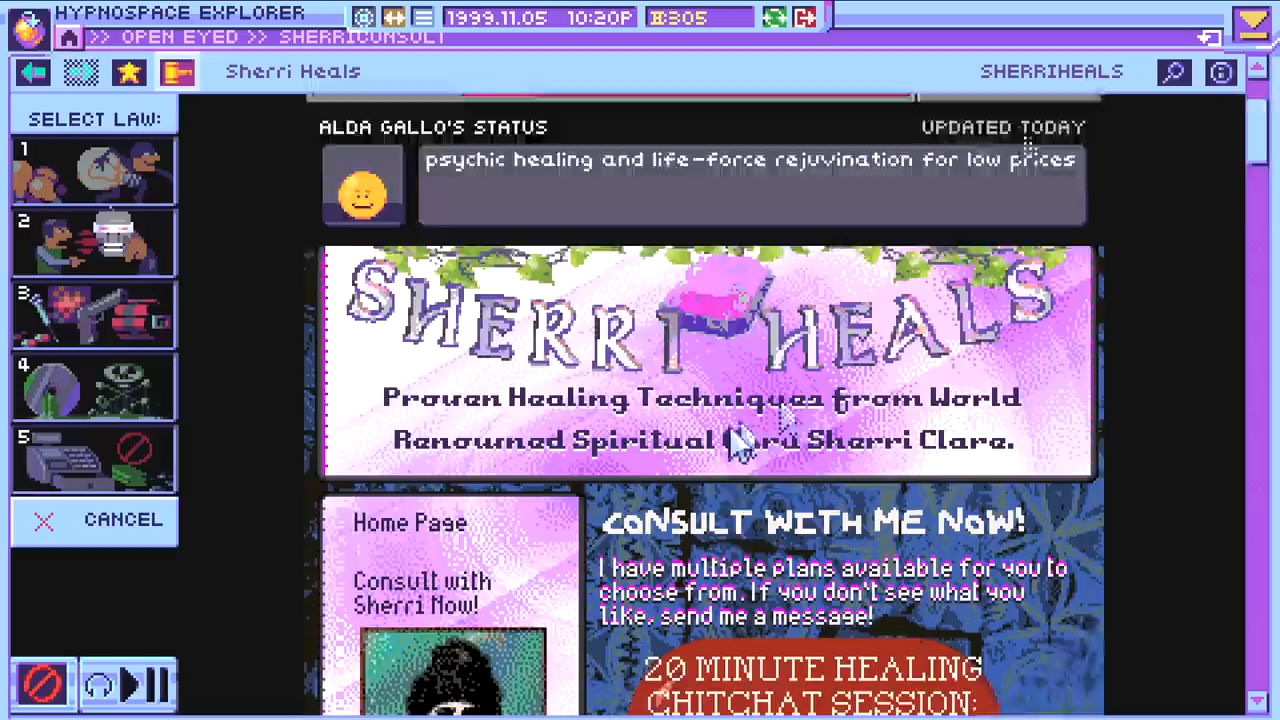 HYPNOSPACE EXPLORER
1999.11.05 10:20P
305
>> OPEN EYED >> SHERRICONSULT
Sherri Heals
SHERRIHEALS
SELECT LAW:
1
2
3
4
5
CANCEL
ALDA GALLO'S STATUS
UPDATED TODAY
psychic healing and life-force rejuvination for low prices
SHERRI HEALS
Proven Healing Techniques from World
Renowned Spiritual Guru Sherri Clare.
Home Page
Consult with
Sherri Now!
CONSULT WITH ME NOW!
I have multiple plans available for you to
choose from. If you don't see what you
like, send me a message!
20 MINUTE HEALING
CHITCHAT SESSION: